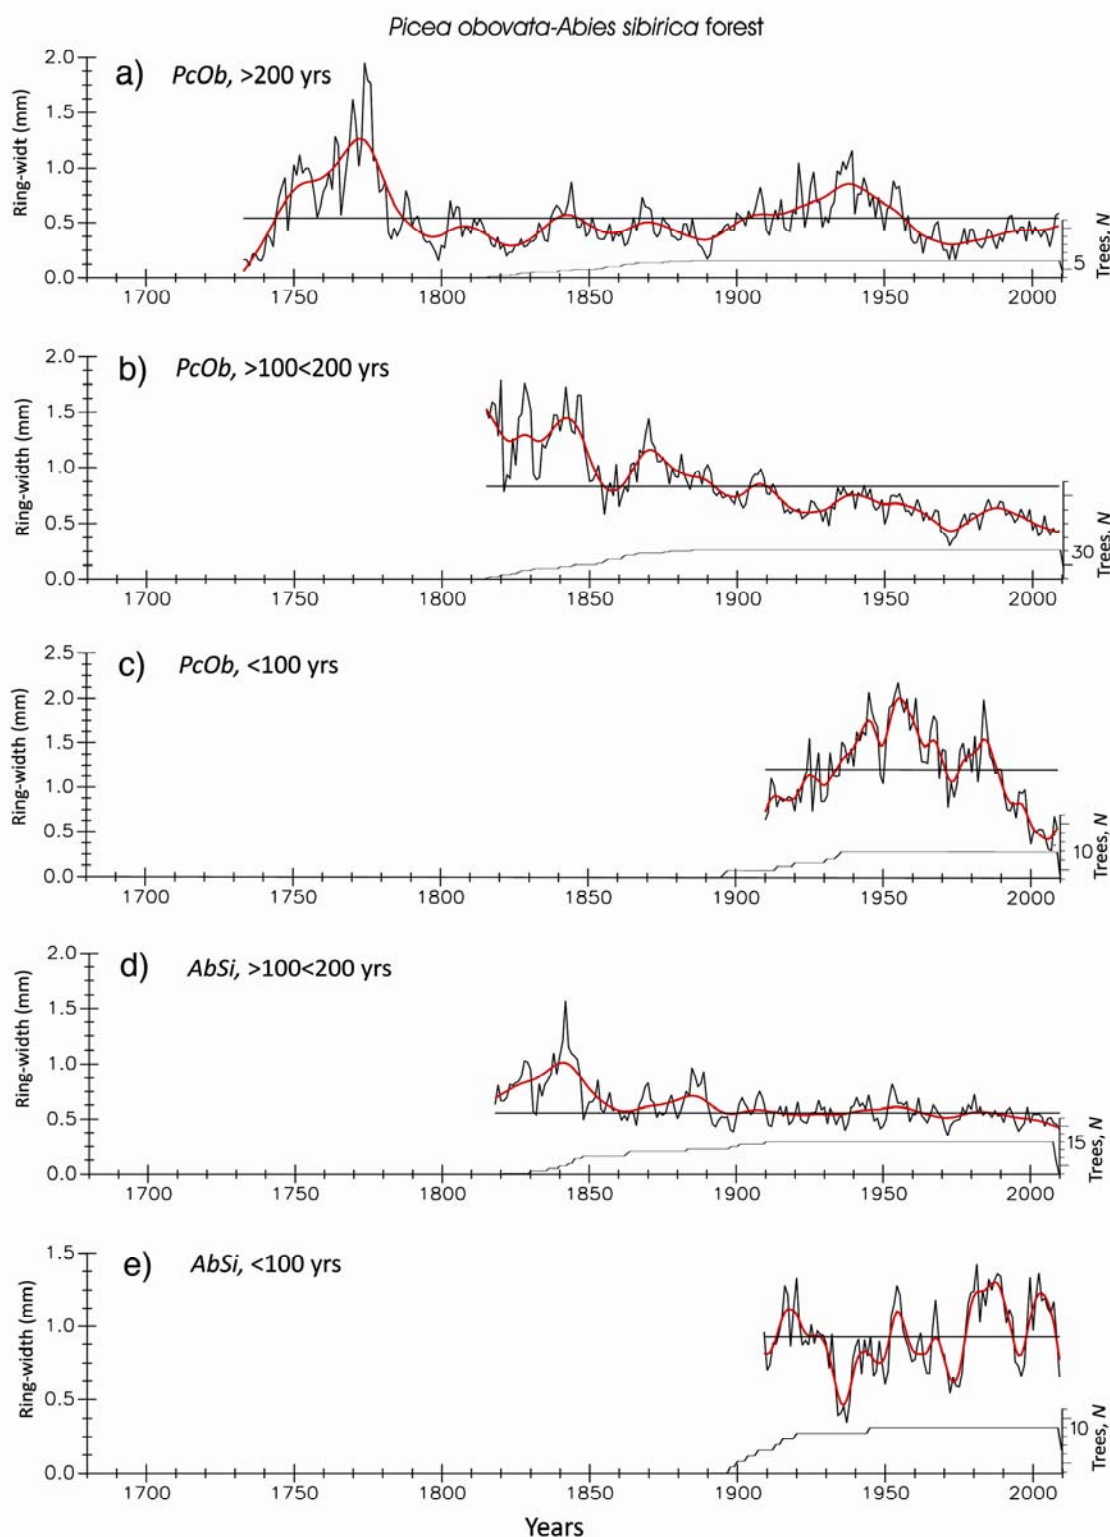 Picea obovata-Abies sibirica forest
a) PcOb, >200 yrs
Ring-widt (mm)
2.0
1.5
1.0
0.5
0.0
5
Trees, N
1700 1750 1800 1850 1900 1950 2000
b) PcOb, >100<200 yrs
Ring-width (mm)
2.0
1.5
1.0
0.5
0.0
30
Trees, N
1700 1750 1800 1850 1900 1950 2000
c) PcOb, <100 yrs
Ring-width (mm)
2.5
2.0
1.5
1.0
0.5
0.0
10
Trees, N
1700 1750 1800 1850 1900 1950 2000
d) AbSi, >100<200 yrs
Ring-width (mm)
2.0
1.5
1.0
0.5
0.0
15
Trees, N
1700 1750 1800 1850 1900 1950 2000
e) AbSi, <100 yrs
Ring-width (mm)
1.5
1.0
0.5
0.0
10
Trees, N
1700 1750 1800 1850 1900 1950 2000
Years